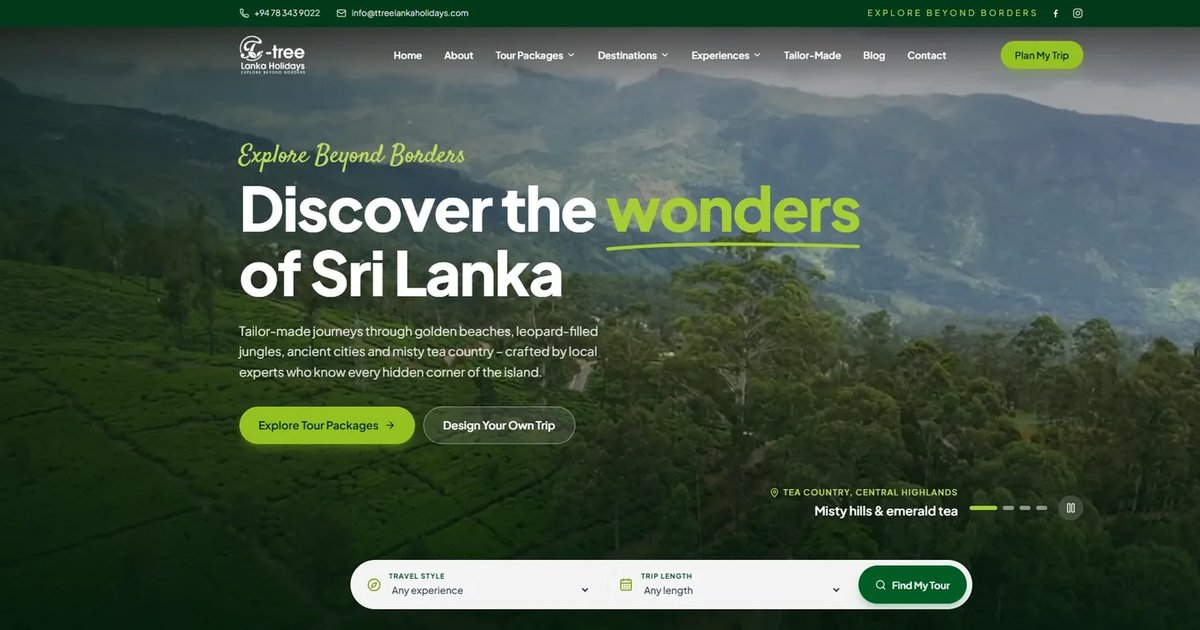 +94 78 343 9022
info@ttreelankaholidays.com
EXPLORE BEYOND BORDERS
-tree
Lanka Holidays
EXPLORE BEYOND BORDERS
Home
About
Tour Packages
Destinations
Experiences
Tailor-Made
Blog
Contact
Plan My Trip
Explore Beyond Borders
Discover the wonders
of Sri Lanka
Tailor-made journeys through golden beaches, leopard-filled
jungles, ancient cities and misty tea country – crafted by local
experts who know every hidden corner of the island.
Explore Tour Packages
Design Your Own Trip
TEA COUNTRY, CENTRAL HIGHLANDS
Misty hills & emerald tea
TRAVEL STYLE
Any experience
TRIP LENGTH
Any length
Find My Tour